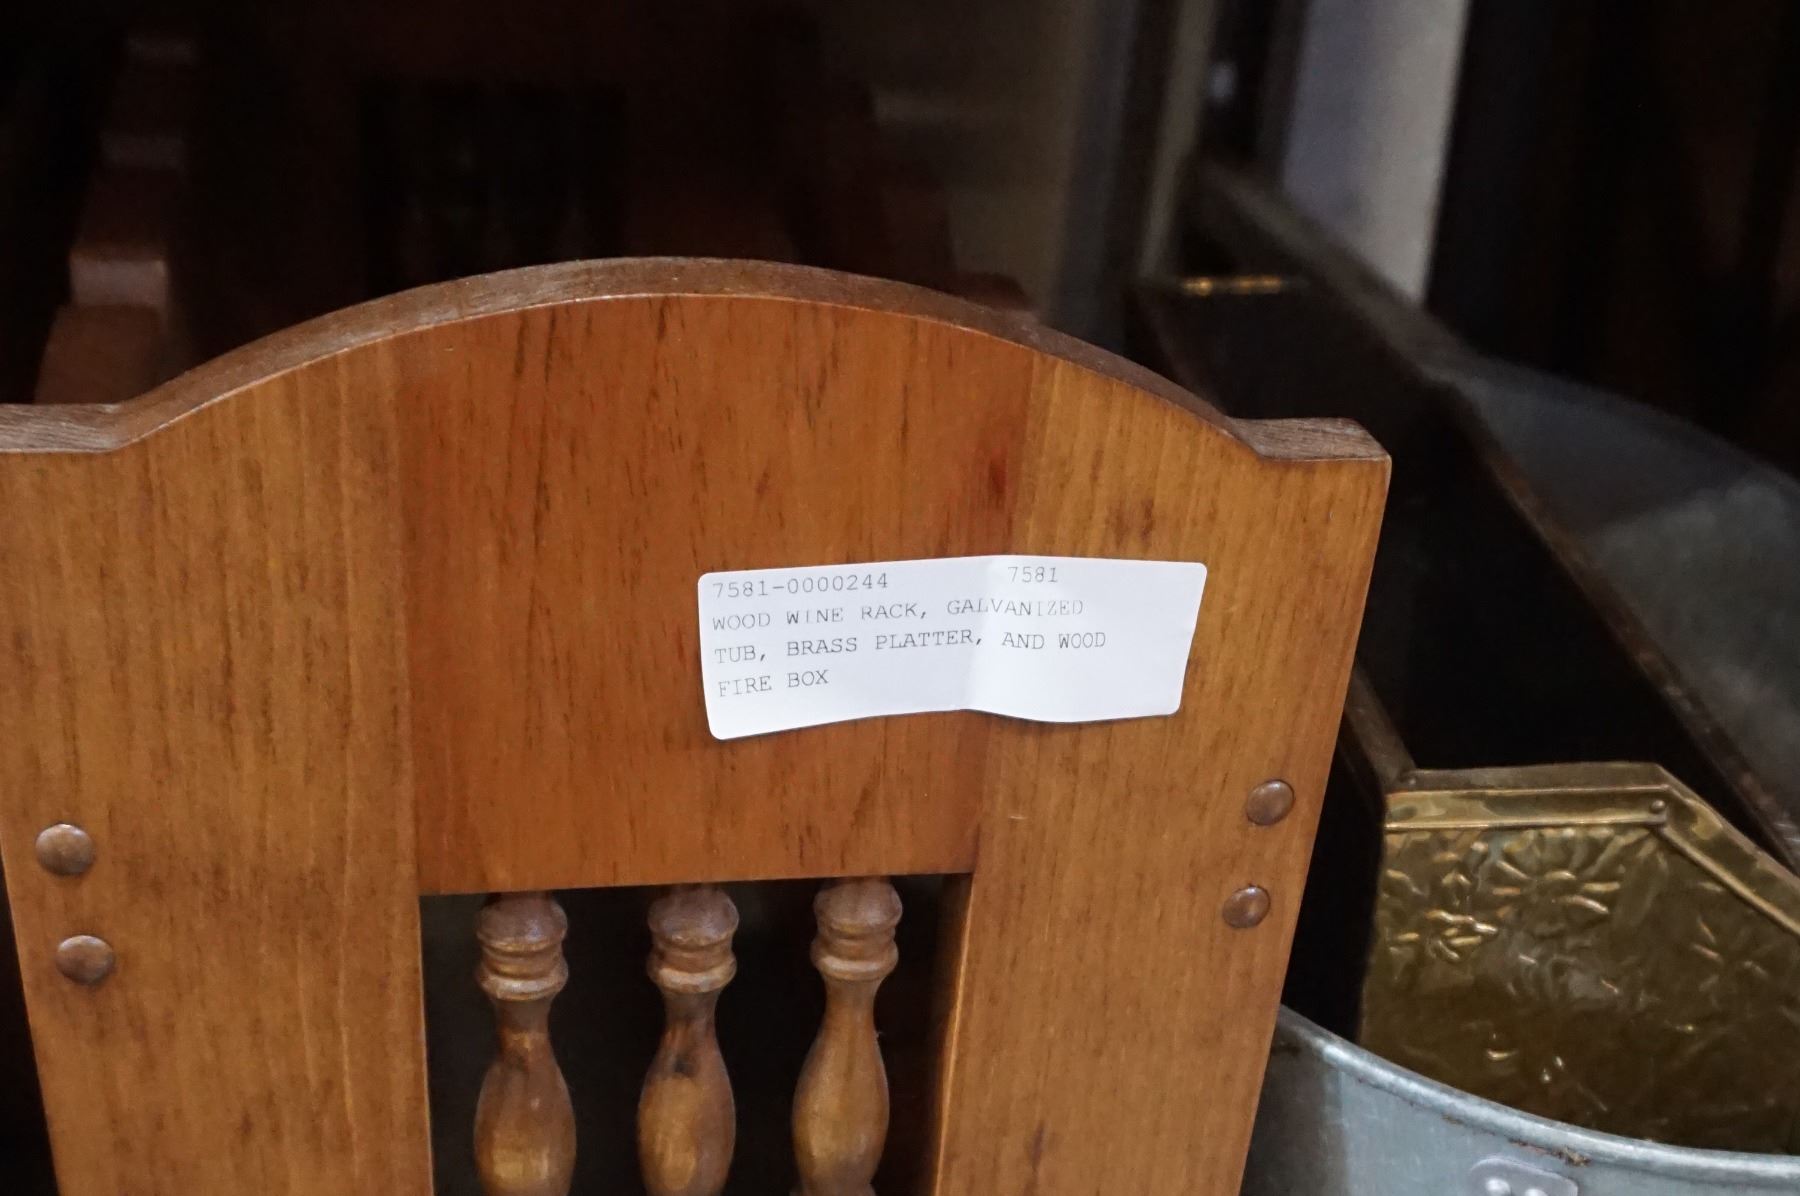 7581-0000244 7581
WOOD WINE RACK, GALVANIZED
TUB, BRASS PLATTER, AND WOOD
FIRE BOX